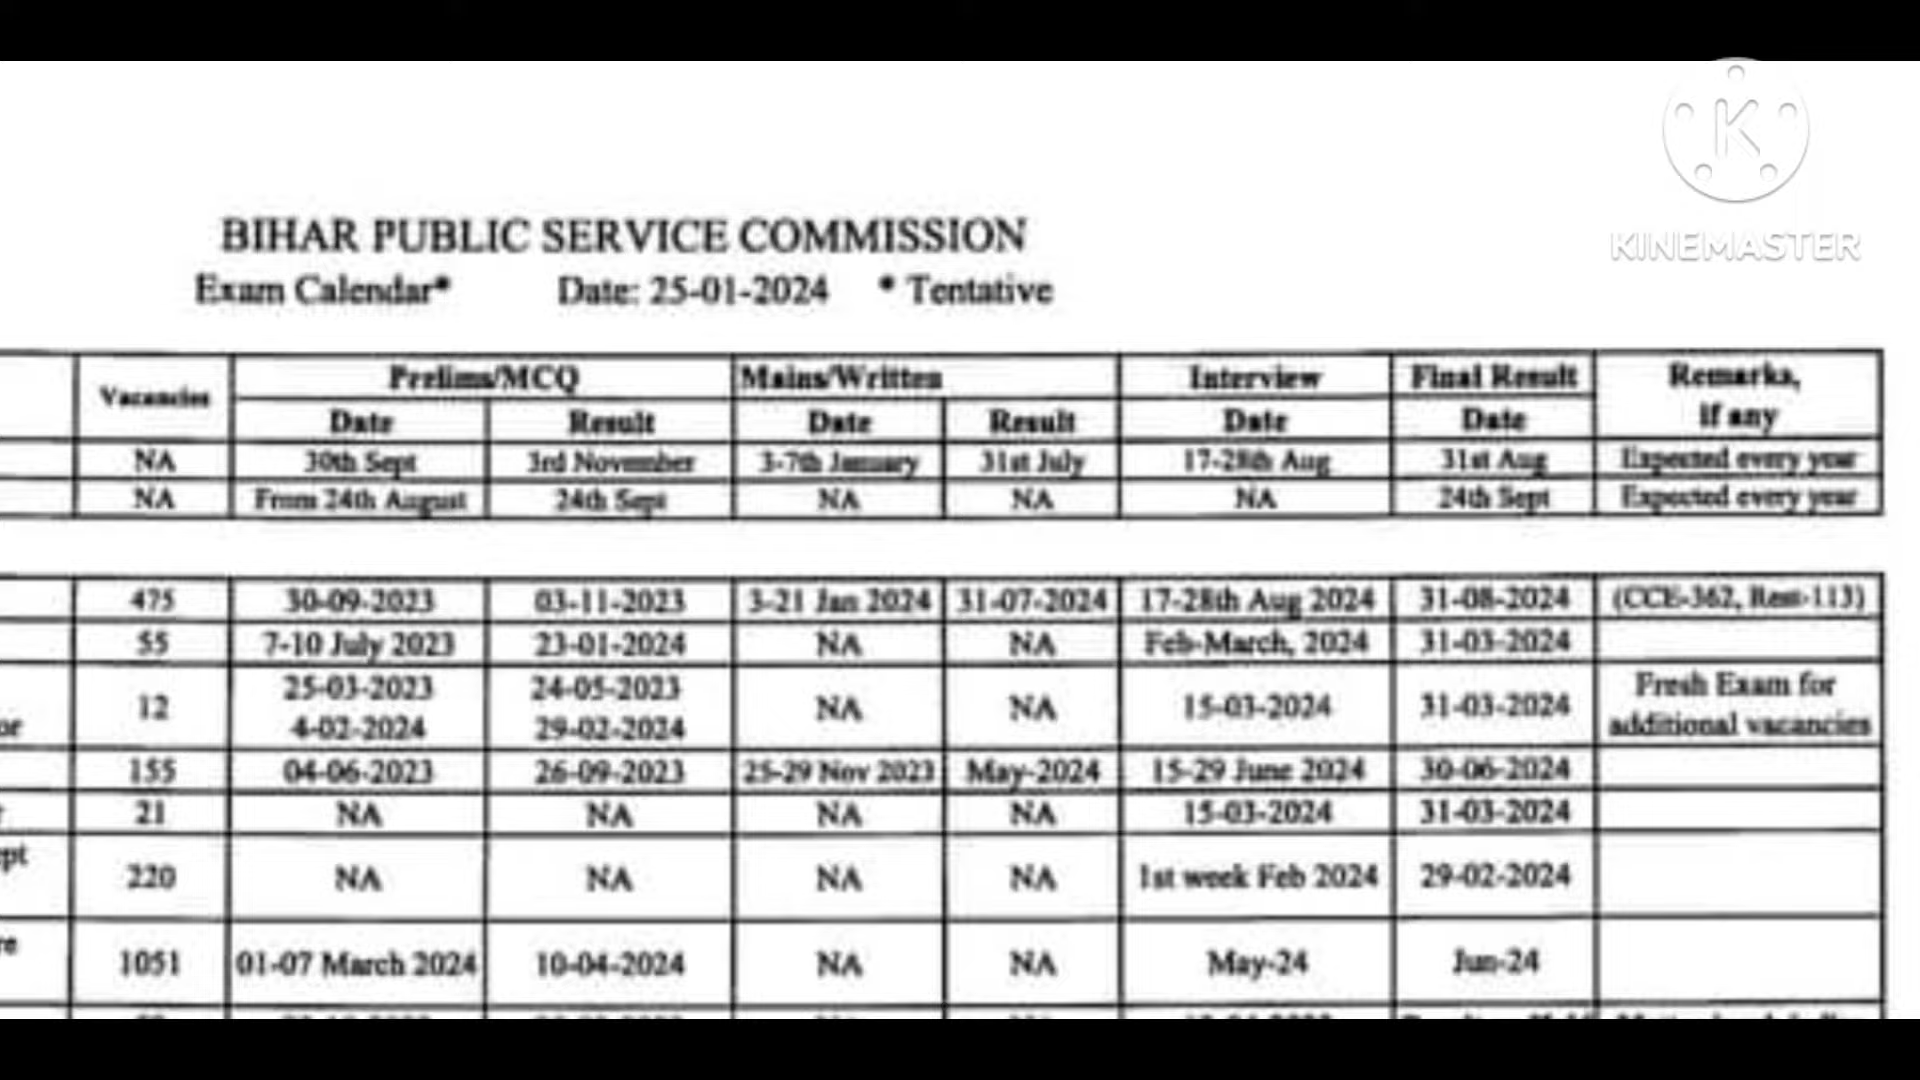 KINEMASTER
BIHAR PUBLIC SERVICE COMMISSION
Exam Calendar* Date: 25-01-2024 * Tentative
Vacancies Prelims/MCQ Mains/Written Interview Final Result Remarks, if any
Date Result Date Result Date Date
NA 30th Sept 3rd November 3-7th January 31st July 17-28th Aug 31st Aug Expected every year
NA From 24th August 24th Sept NA NA NA 24th Sept Expected every year
475 30-09-2023 03-11-2023 3-21 Jan 2024 31-07-2024 17-28th Aug 2024 31-08-2024 (CCE-362, Rest-113)
55 7-10 July 2023 23-01-2024 NA NA Feb-March, 2024 31-03-2024
or 12 25-03-2023 24-05-2023 NA NA 15-03-2024 31-03-2024 Fresh Exam for
4-02-2024 29-02-2024 additional vacancies
155 04-06-2023 26-09-2023 25-29 Nov 2023 May-2024 15-29 June 2024 30-06-2024
21 NA NA NA NA 15-03-2024 31-03-2024
ept 220 NA NA NA NA 1st week Feb 2024 29-02-2024
re 1051 01-07 March 2024 10-04-2024 NA NA May-24 Jun-24